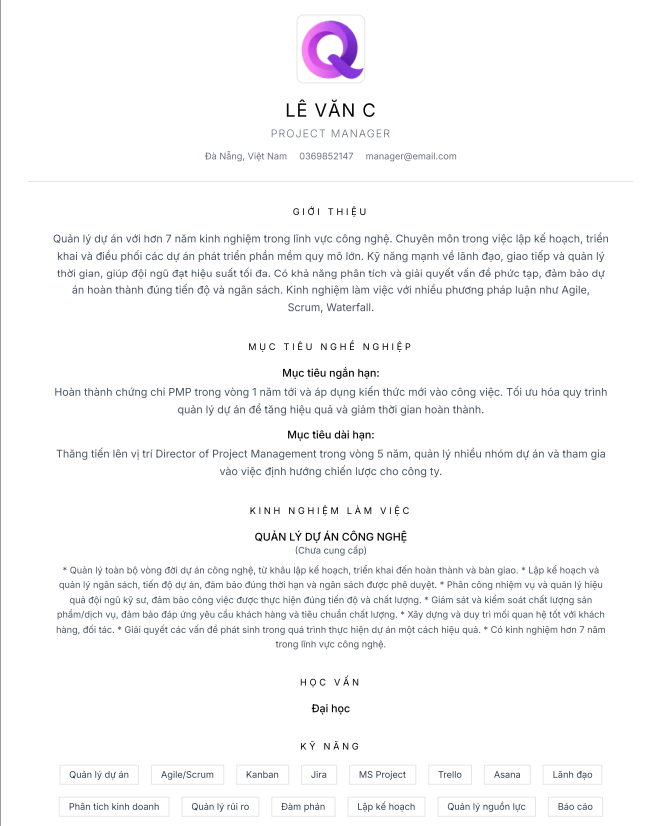 LÊ VĂN C
PROJECT MANAGER
Đà Nẵng, Việt Nam 0369852147 manager@email.com
GIỚI THIỆU
Quản lý dự án với hơn 7 năm kinh nghiệm trong lĩnh vực công nghệ. Chuyên môn trong việc lập kế hoạch, triển
khai và điều phối các dự án phát triển phần mềm quy mô lớn. Kỹ năng mạnh về lãnh đạo, giao tiếp và quản lý
thời gian, giúp đội ngũ đạt hiệu suất tối đa. Có khả năng phân tích và giải quyết vấn đề phức tạp, đảm bảo dự
án hoàn thành đúng tiến độ và ngân sách. Kinh nghiệm làm việc với nhiều phương pháp luận như Agile,
Scrum, Waterfall.
MỤC TIÊU NGHỀ NGHIỆP
Mục tiêu ngắn hạn:
Hoàn thành chứng chỉ PMP trong vòng 1 năm tới và áp dụng kiến thức mới vào công việc. Tối ưu hóa quy trình
quản lý dự án để tăng hiệu quả và giảm thời gian hoàn thành.
Mục tiêu dài hạn:
Thăng tiến lên vị trí Director of Project Management trong vòng 5 năm, quản lý nhiều nhóm dự án và tham gia
vào việc định hướng chiến lược cho công ty.
KINH NGHIỆM LÀM VIỆC
QUẢN LÝ DỰ ÁN CÔNG NGHỆ
(Chưa cung cấp)
* Quản lý toàn bộ vòng đời dự án công nghệ, từ khâu lập kế hoạch, triển khai đến hoàn thành và bàn giao. * Lập kế hoạch và
quản lý ngân sách, tiến độ dự án, đảm bảo đúng thời hạn và ngân sách được phê duyệt. * Phân công nhiệm vụ và quản lý hiệu
quả đội ngũ kỹ sư, đảm bảo công việc được thực hiện đúng tiến độ và chất lượng. * Giám sát và kiểm soát chất lượng sản
phẩm/dịch vụ, đảm bảo đáp ứng yêu cầu khách hàng và tiêu chuẩn chất lượng. * Xây dựng và duy trì mối quan hệ tốt với khách
hàng, đối tác. * Giải quyết các vấn đề phát sinh trong quá trình thực hiện dự án một cách hiệu quả. * Có kinh nghiệm hơn 7 năm
trong lĩnh vực công nghệ.
HỌC VẤN
Đại học
KỸ NĂNG
Quản lý dự án Agile/Scrum Kanban Jira MS Project Trello Asana Lãnh đạo
Phân tích kinh doanh Quản lý rủi ro Đàm phán Lập kế hoạch Quản lý nguồn lực Báo cáo